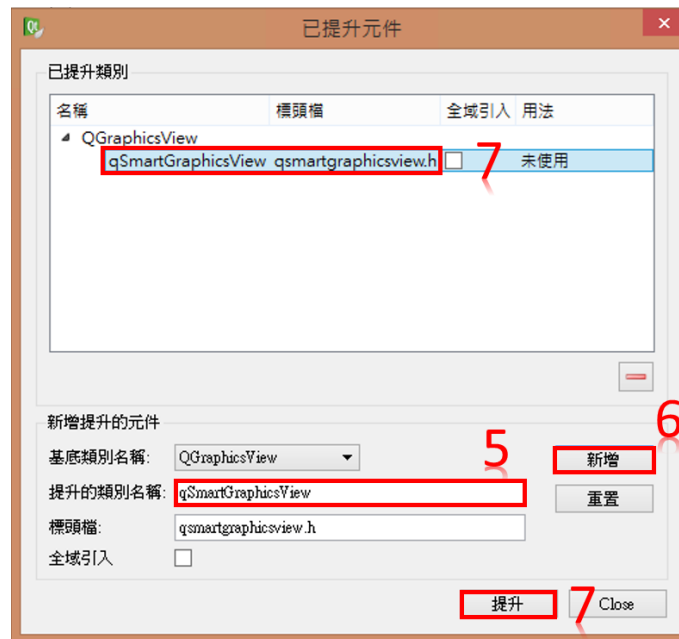 Qt
已提升元件
已提升類別
名稱 標頭檔 全域引入 用法
QGraphicsView
qSmartGraphicsView qsmartgraphicsview.h 7 未使用
新增提升的元件
6
基底類別名稱: QGraphicsView 5 新增
提升的類別名稱: qSmartGraphicsView 重置
標頭檔: qsmartgraphicsview.h
全域引入
提升 7 Close